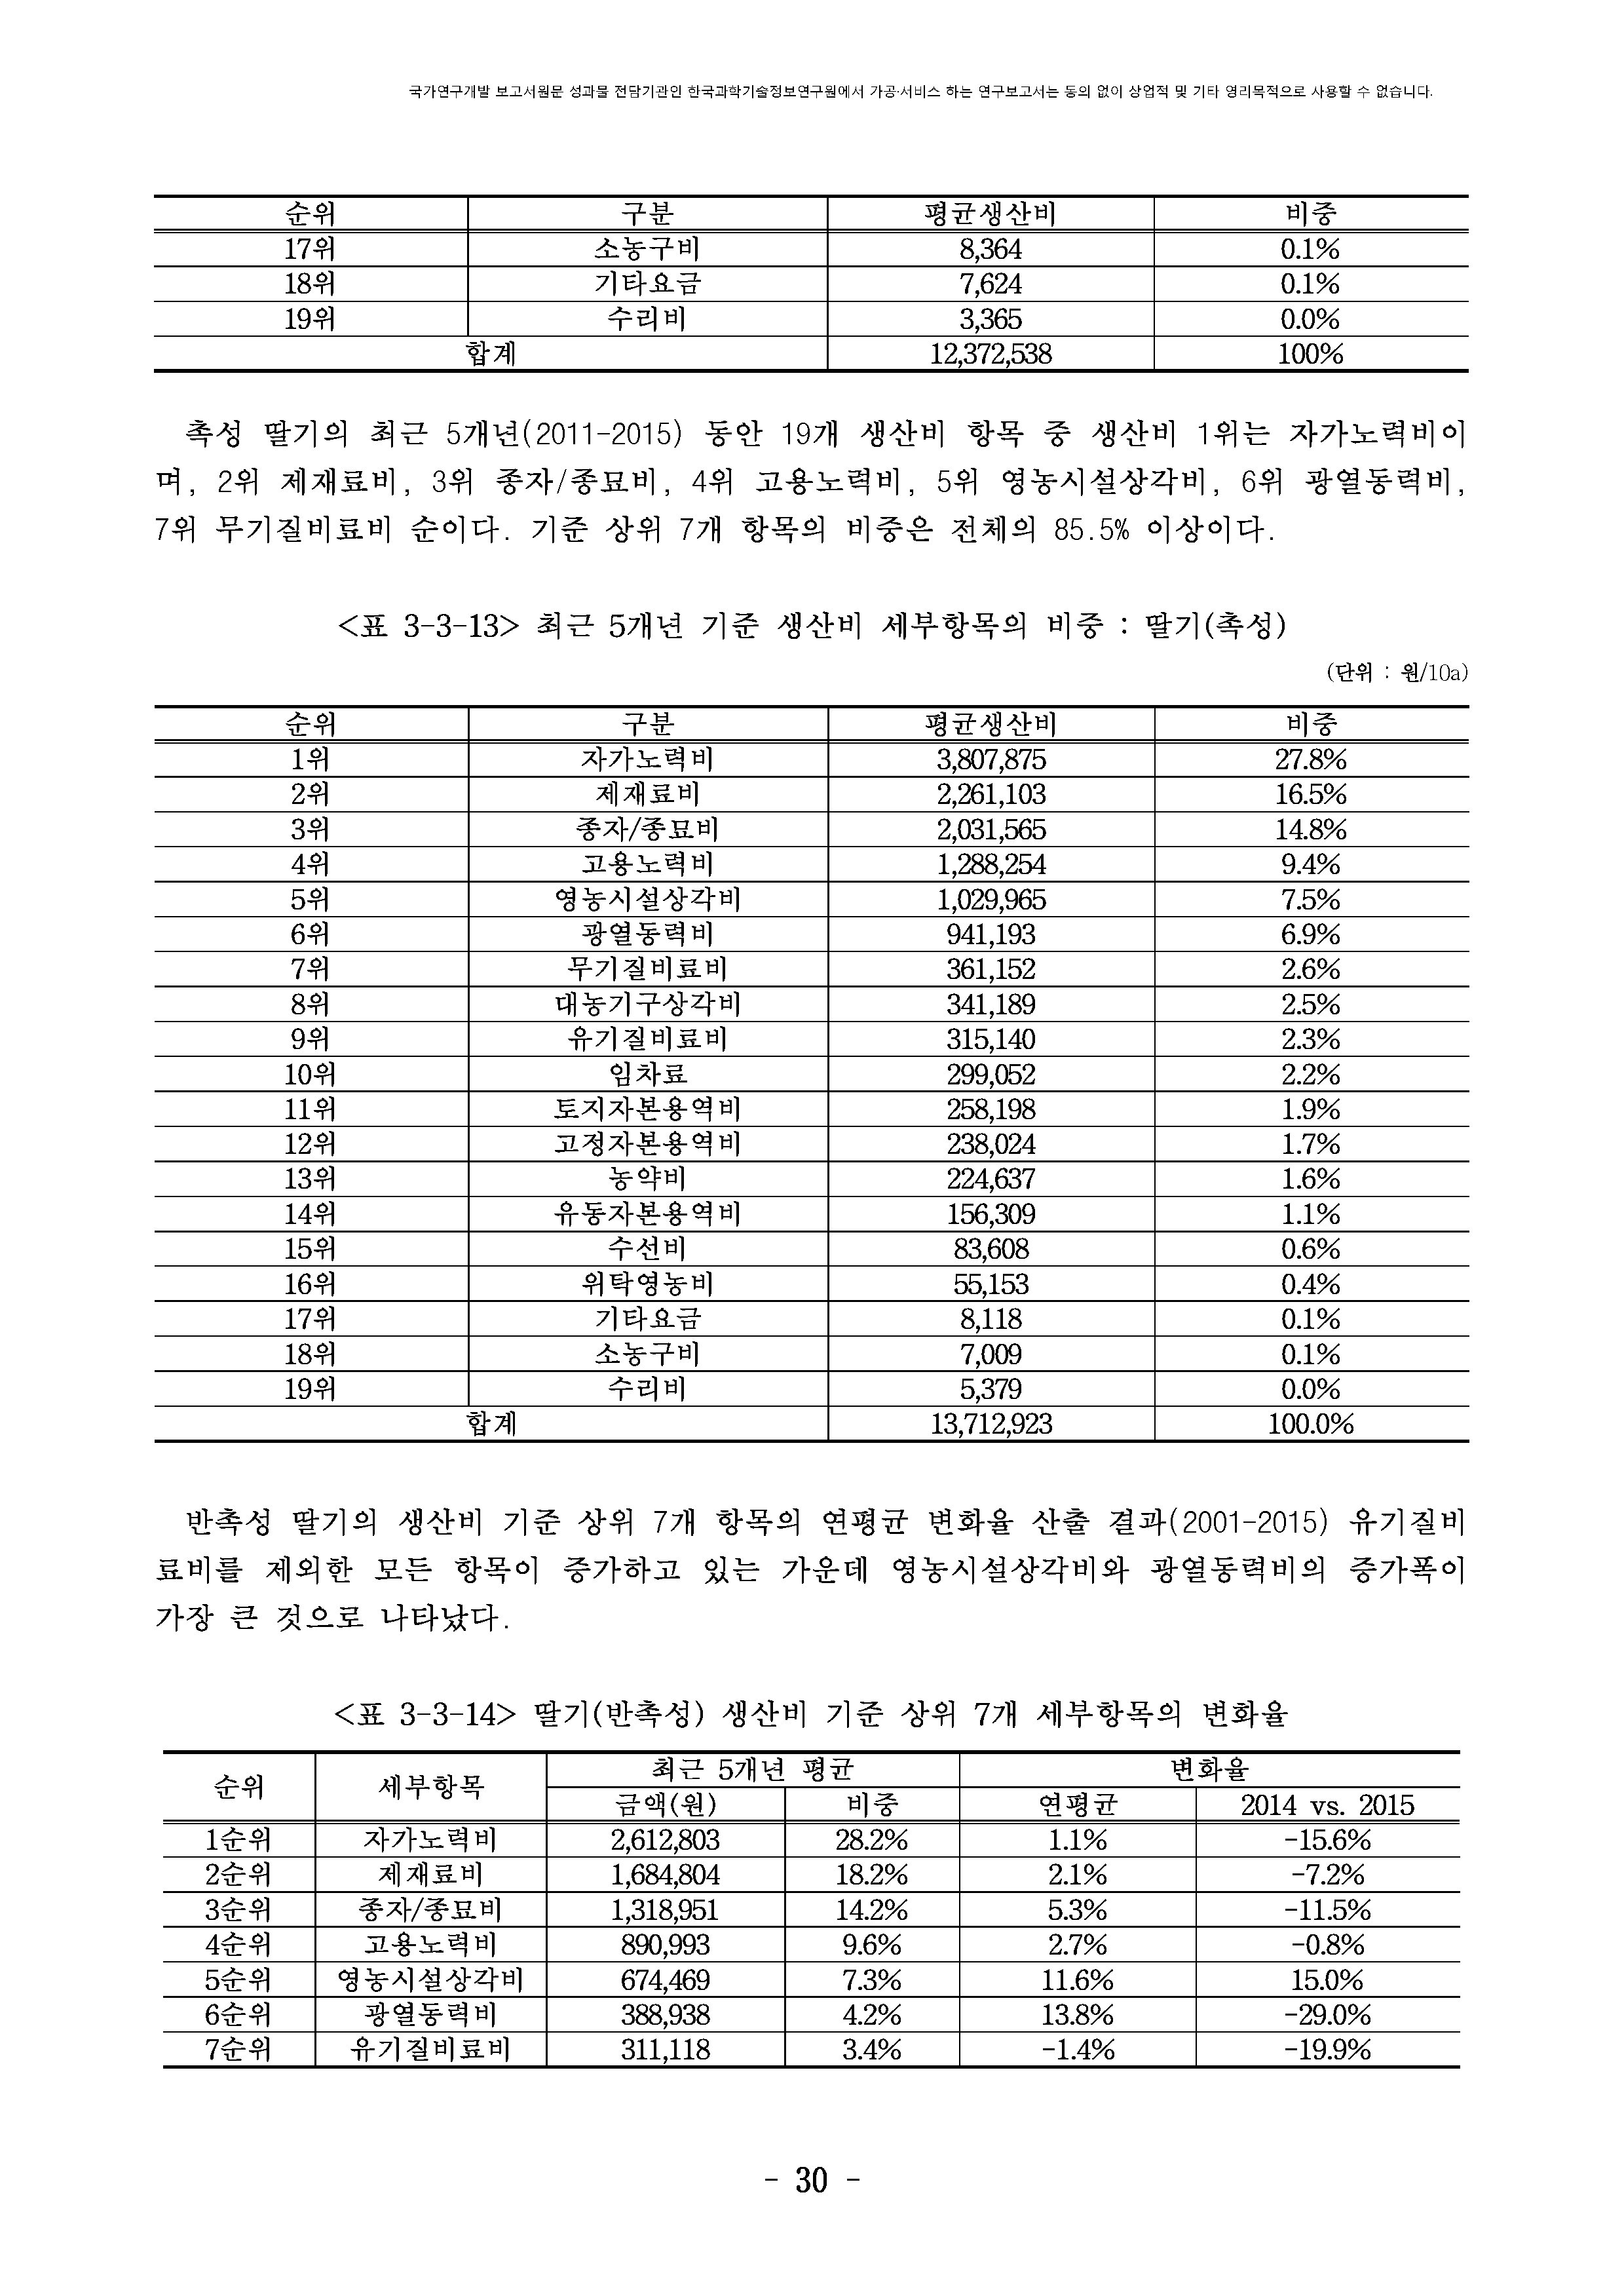 국가연구개발 보고서원문 성과물 전담기관인 한국과학기술정보연구원에서 가공·서비스 하는 연구보고서는 동의 없이 상업적 및 기타 영리목적으로 사용할 수 없습니다.
순위 구분 평균생산비 비중
17위 소농구비 8,364 0.1%
18위 기타요금 7,624 0.1%
19위 수리비 3,365 0.0%
합계 12,372,538 100%
촉성 딸기의 최근 5개년(2011-2015) 동안 19개 생산비 항목 중 생산비 1위는 자가노력비이
며, 2위 제재료비, 3위 종자/종묘비, 4위 고용노력비, 5위 영농시설상각비, 6위 광열동력비,
7위 무기질비료비 순이다. 기준 상위 7개 항목의 비중은 전체의 85.5% 이상이다.
<표 3-3-13> 최근 5개년 기준 생산비 세부항목의 비중 : 딸기(촉성)
(단위 : 원/10a)
순위 구분 평균생산비 비중
1위 자가노력비 3,807,875 27.8%
2위 제재료비 2,261,103 16.5%
3위 종자/종묘비 2,031,565 14.8%
4위 고용노력비 1,288,254 9.4%
5위 영농시설상각비 1,029,965 7.5%
6위 광열동력비 941,193 6.9%
7위 무기질비료비 361,152 2.6%
8위 대농기구상각비 341,189 2.5%
9위 유기질비료비 315,140 2.3%
10위 임차료 299,052 2.2%
11위 토지자본용역비 258,198 1.9%
12위 고정자본용역비 238,024 1.7%
13위 농약비 224,637 1.6%
14위 유동자본용역비 156,309 1.1%
15위 수선비 83,608 0.6%
16위 위탁영농비 55,153 0.4%
17위 기타요금 8,118 0.1%
18위 소농구비 7,009 0.1%
19위 수리비 5,379 0.0%
합계 13,712,923 100.0%
반촉성 딸기의 생산비 기준 상위 7개 항목의 연평균 변화율 산출 결과(2001-2015) 유기질비
료비를 제외한 모든 항목이 증가하고 있는 가운데 영농시설상각비와 광열동력비의 증가폭이
가장 큰 것으로 나타났다.
<표 3-3-14> 딸기(반촉성) 생산비 기준 상위 7개 세부항목의 변화율
순위 세부항목 최근 5개년 평균 변화율
금액(원) 비중 연평균 2014 vs. 2015
1순위 자가노력비 2,612,803 28.2% 1.1% -15.6%
2순위 제재료비 1,684,804 18.2% 2.1% -7.2%
3순위 종자/종묘비 1,318,951 14.2% 5.3% -11.5%
4순위 고용노력비 890,993 9.6% 2.7% -0.8%
5순위 영농시설상각비 674,469 7.3% 11.6% 15.0%
6순위 광열동력비 388,938 4.2% 13.8% -29.0%
7순위 유기질비료비 311,118 3.4% -1.4% -19.9%
- 30 -